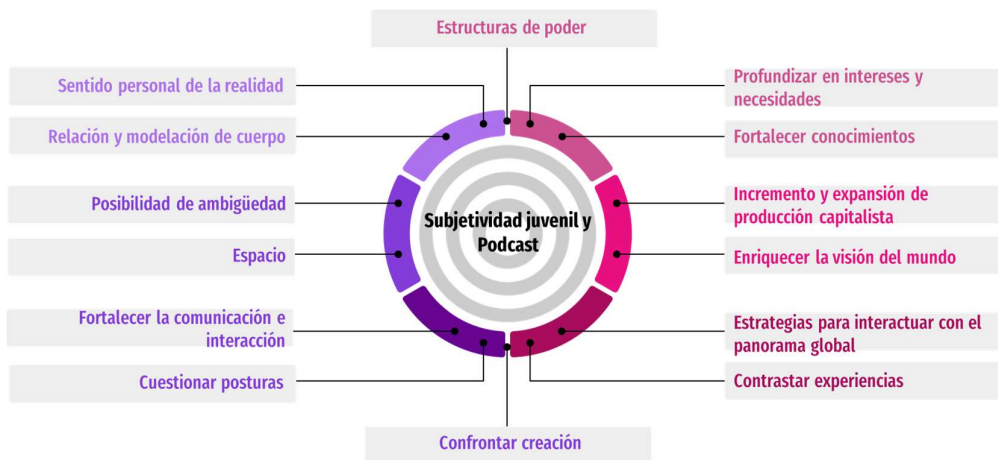 Estructuras de poder
Sentido personal de la realidad
Relación y modelación de cuerpo
Posibilidad de ambigüedad
Espacio
Fortalecer la comunicación e
interacción
Cuestionar posturas
Subjetividad juvenil y
Podcast
Profundizar en intereses y
necesidades
Fortalecer conocimientos
Incremento y expansión de
producción capitalista
Enriquecer la visión del mundo
Estrategias para interactuar con el
panorama global
Contrastar experiencias
Confrontar creación